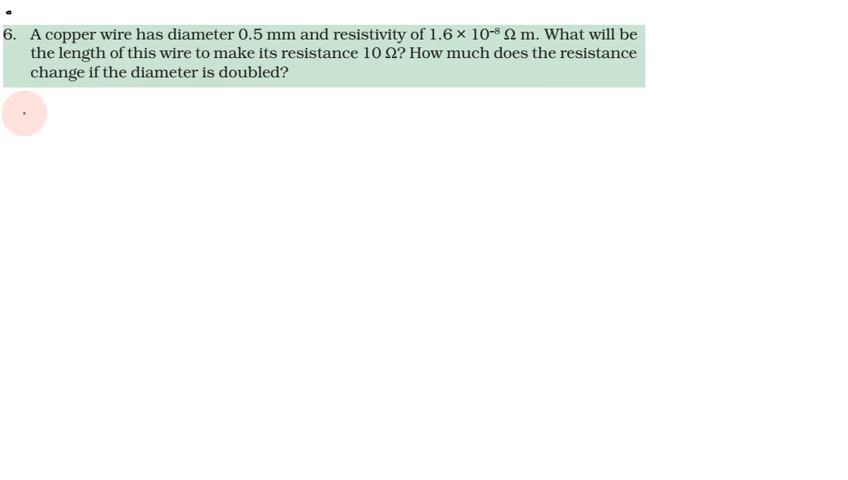 6. A copper wire has diameter 0.5 mm and resistivity of 1.6 × 10⁻⁸ Ω m. What will be
the length of this wire to make its resistance 10 Ω? How much does the resistance
change if the diameter is doubled?